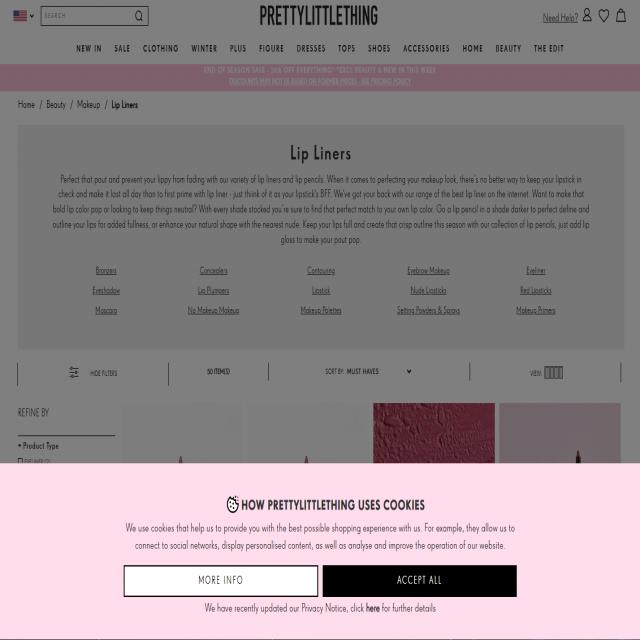 SEARCH
PRETTYLITTLETHING
Need Help?
NEW IN SALE CLOTHING WINTER PLUS FIGURE DRESSES TOPS SHOES ACCESSORIES HOME BEAUTY THE EDIT
END OF SEASON SALE - 50% OFF EVERYTHING* *EXCL BEAUTY & NEW IN THIS WEEK
DISCOUNTS MAY NOT BE BASED ON FORMER PRICES - SEE PRICING POLICY
Home / Beauty / Makeup / Lip Liners
Lip Liners
Perfect that pout and prevent your lippy from fading with our variety of lip liners and lip pencils. When it comes to perfecting your makeup look, there's no better way to keep your lipstick in
check and make it last all day than to first prime with lip liner - just think of it as your lipstick's BFF. We've got your back with our range of the best lip liner on the internet. Want to make that
bold lip color pop or looking to keep things neutral? With every shade stocked you're sure to find that perfect match to your own lip color. Go a lip pencil in a shade darker to perfect define and
outline your lips for added fullness, or enhance your natural shape with the nearest nude. Keep your lips full and create that crisp outline this season with our collection of lip pencils, just add lip
gloss to make your pout pop.
Bronzers Concealers Contouring Eyebrow Makeup Eyeliner
Eyeshadow Lip Plumpers Lipstick Nude Lipsticks Red Lipsticks
Mascara No Makeup Makeup Makeup Palettes Setting Powders & Sprays Makeup Primers
HIDE FILTERS 50 ITEM(S) SORT BY: MUST HAVES VIEW:
REFINE BY
Product Type
EYELINER (2)
HOW PRETTYLITTLETHING USES COOKIES
We use cookies that help us to provide you with the best possible shopping experience with us. For example, they allow us to
connect to social networks, display personalised content, as well as analyse and improve the operation of our website.
MORE INFO ACCEPT ALL
We have recently updated our Privacy Notice, click here for further details